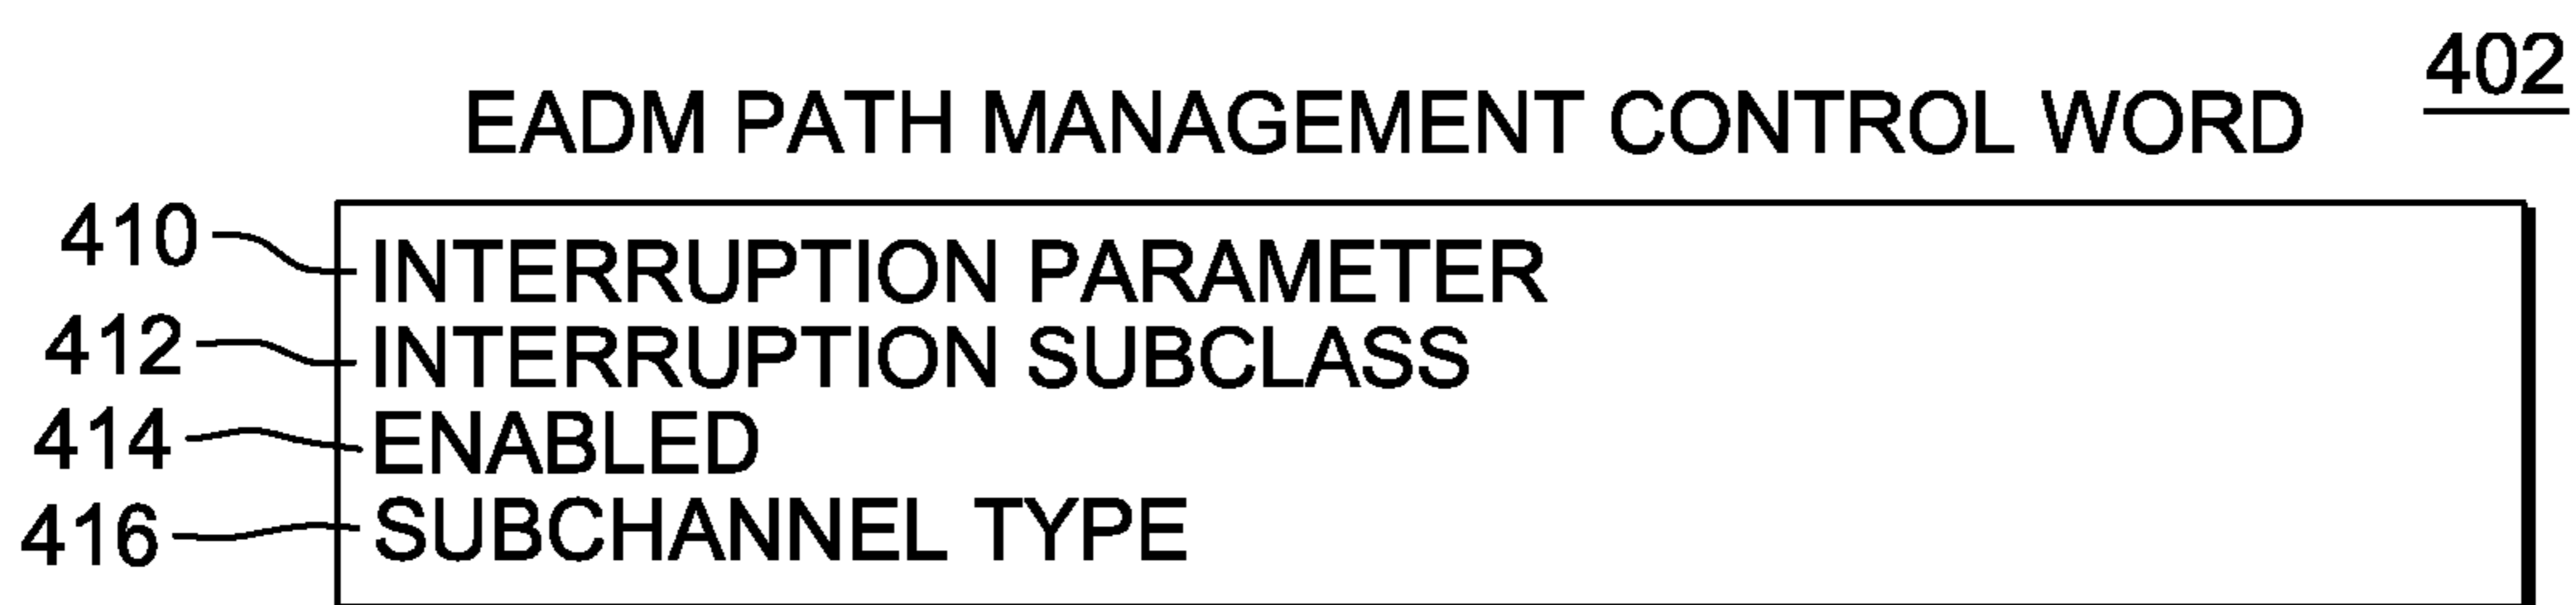 402
EADM PATH MANAGEMENT CONTROL WORD
410 INTERRUPTION PARAMETER
412 INTERRUPTION SUBCLASS
414 ENABLED
416 SUBCHANNEL TYPE